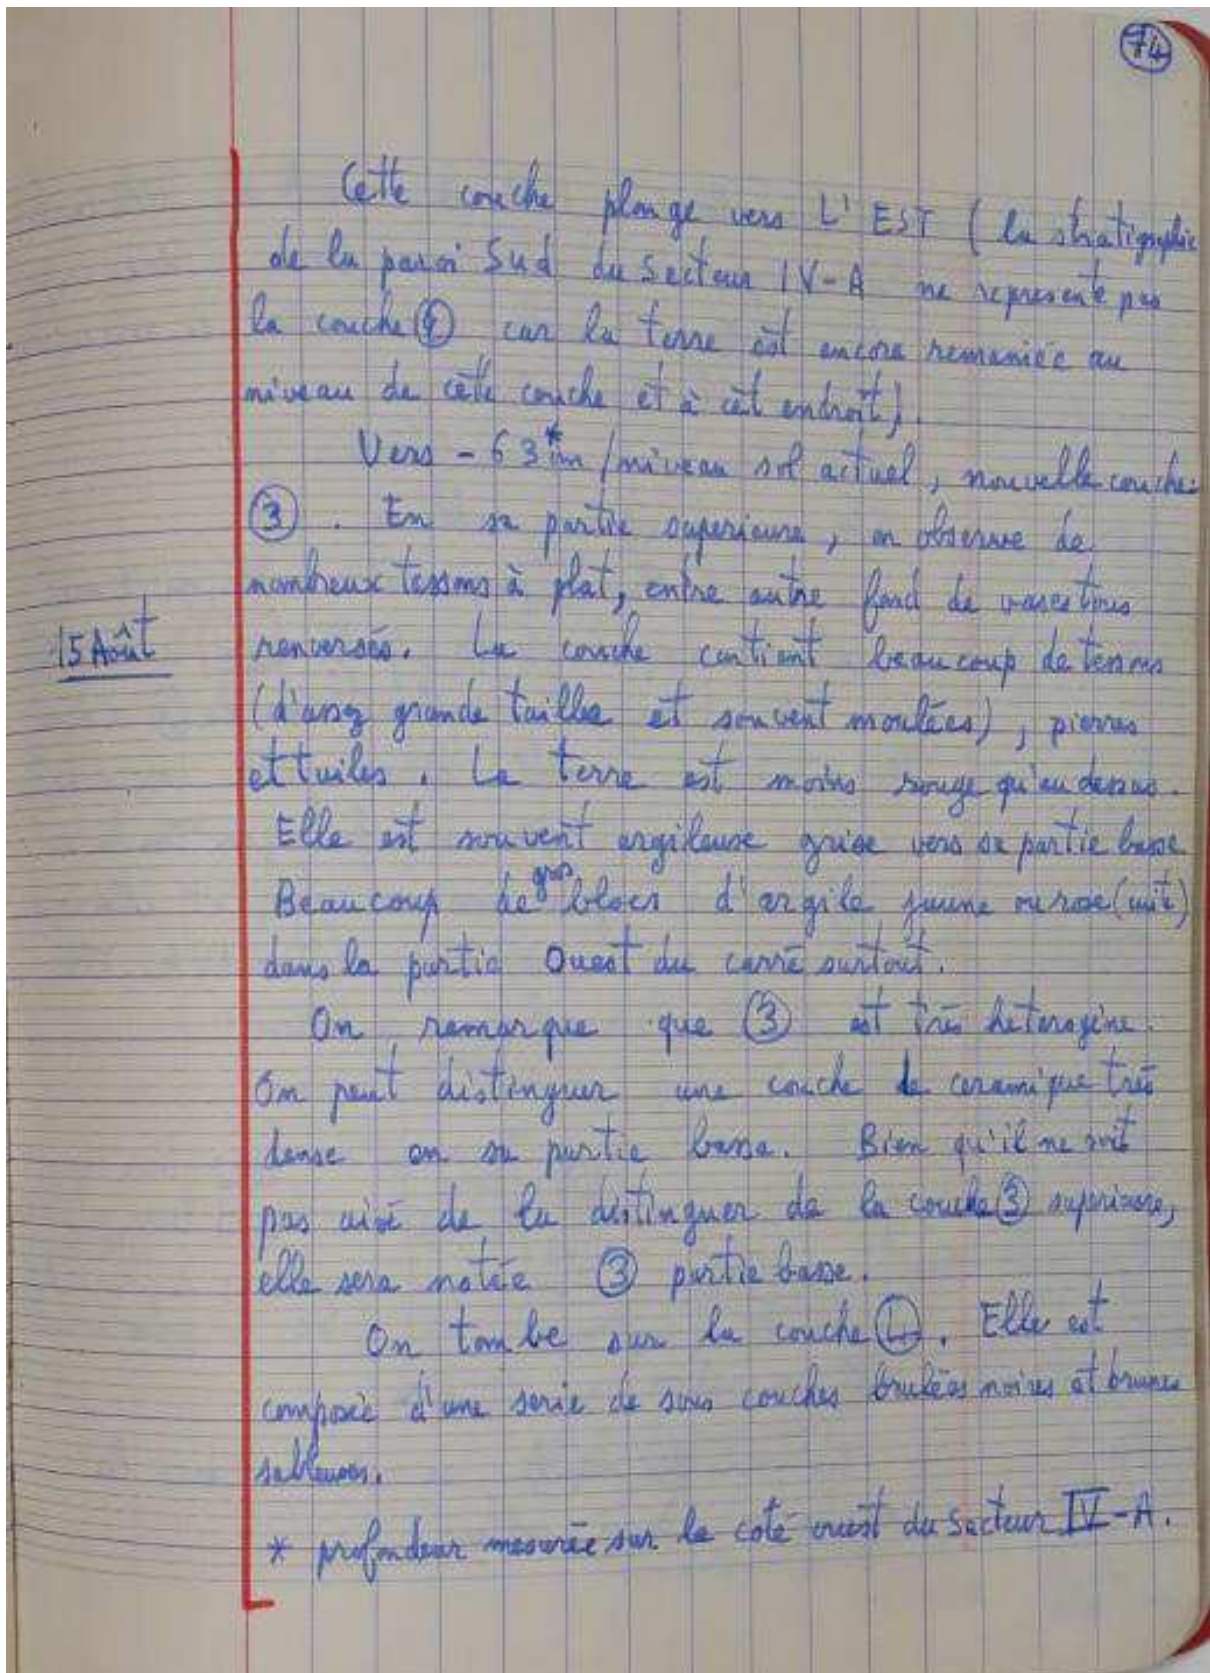 74
Cette couche plonge vers L'EST (la stratigraphie
de la paroi Sud du Secteur IV-A ne represente pas
la couche car la terre est encore remaniée au
niveau de cette couche et à cet endroit).
Vers - 63* /niveau sol actuel, nouvelle couche:
③. En sa partie superieure, on observe de
nombreux tessons à plat, entre autre fond de vases
15 Août
renversés. La couche contient beaucoup de tessons
(d'assez grande taille et souvent moulées), pierres
et tuiles. La terre est moins rouge qu'au dessus.
Elle est souvent argileuse grise vers sa partie basse
Beaucoup de gros blocs d'argile jaune ou rose (cuite)
dans la partie Ouest du carré surtout.
On remarque que ③ est très heterogène.
On peut distinguer une couche de ceramique très
dense en sa partie basse. Bien qu'il ne soit
pas aisé de la distinguer de la couche ③ superieure,
elle sera notée ③ partie basse.
On tombe sur la couche ④. Elle est
composée d'une serie de sous couches brulées noires et brunes
sableuses.
* profondeur mesurée sur le coté ouest du Secteur IV-A.